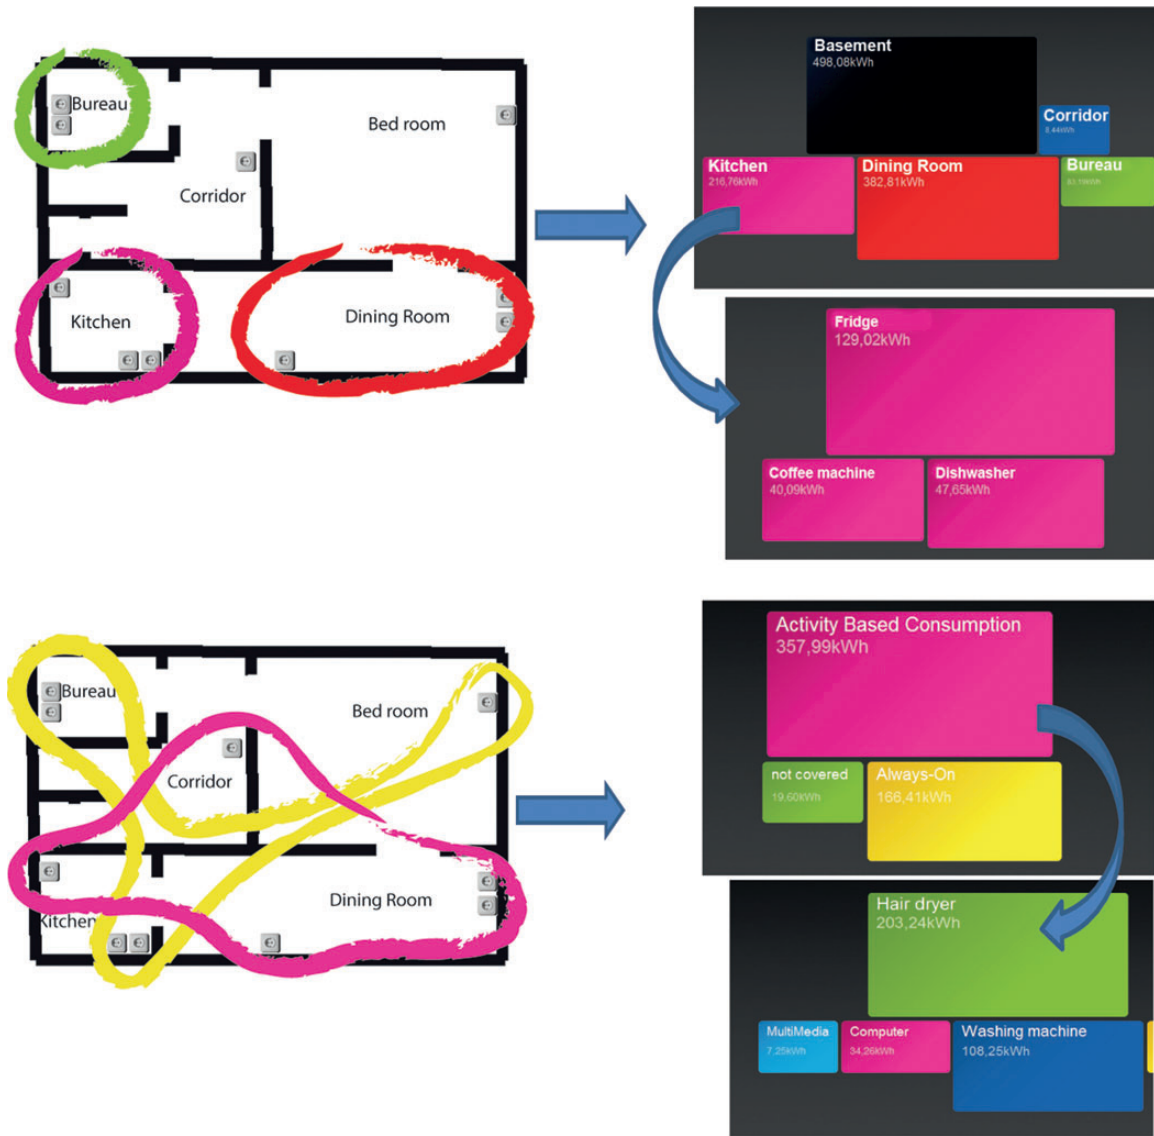 Bureau
Bed room
Corridor
Kitchen
Dining Room
Basement
498,08kWh
Corridor
8,44kWh
Kitchen
216,76kWh
Dining Room
382,81kWh
Bureau
Fridge
129,02kWh
Coffee machine
40,09kWh
Dishwasher
47,65kWh
Bureau
Bed room
Corridor
Dining Room
Kitchen
Activity Based Consumption
357,99kWh
not covered
19,60kWh
Always-On
166,41kWh
Hair dryer
203,24kWh
MultiMedia
7,25kWh
Computer
34,26kWh
Washing machine
108,25kWh